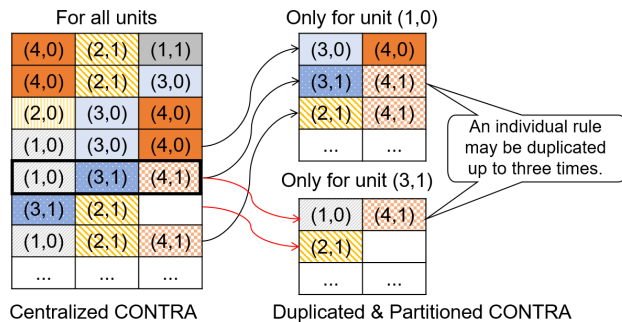 For all units
(4,0) (2,1) (1,1)
(4,0) (2,1) (3,0)
(2,0) (3,0) (4,0)
(1,0) (3,0) (4,0)
(1,0) (3,1) (4,1)
(3,1) (2,1)
(1,0) (2,1) (4,1)
... ... ...
Centralized CONTRA
Only for unit (1,0)
(3,0) (4,0)
(3,1) (4,1)
(2,1) (4,1)
... ...
An individual rule
may be duplicated
up to three times.
Only for unit (3,1)
(1,0) (4,1)
(2,1)
... ...
Duplicated & Partitioned CONTRA